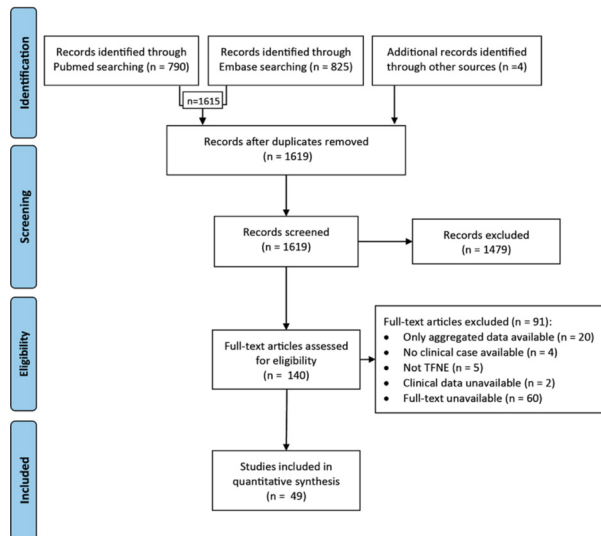 Identification
Records identified through
Pubmed searching (n = 790)
Records identified through
Embase searching (n = 825)
Additional records identified
through other sources (n =4)
n=1615
Records after duplicates removed
(n = 1619)
Screening
Records screened
(n = 1619)
Records excluded
(n = 1479)
Eligibility
Full-text articles assessed
for eligibility
(n = 140)
Full-text articles excluded (n = 91):
• Only aggregated data available (n = 20)
• No clinical case available (n = 4)
• Not TFNE (n = 5)
• Clinical data unavailable (n = 2)
• Full-text unavailable (n = 60)
Included
Studies included in
quantitative synthesis
(n = 49)